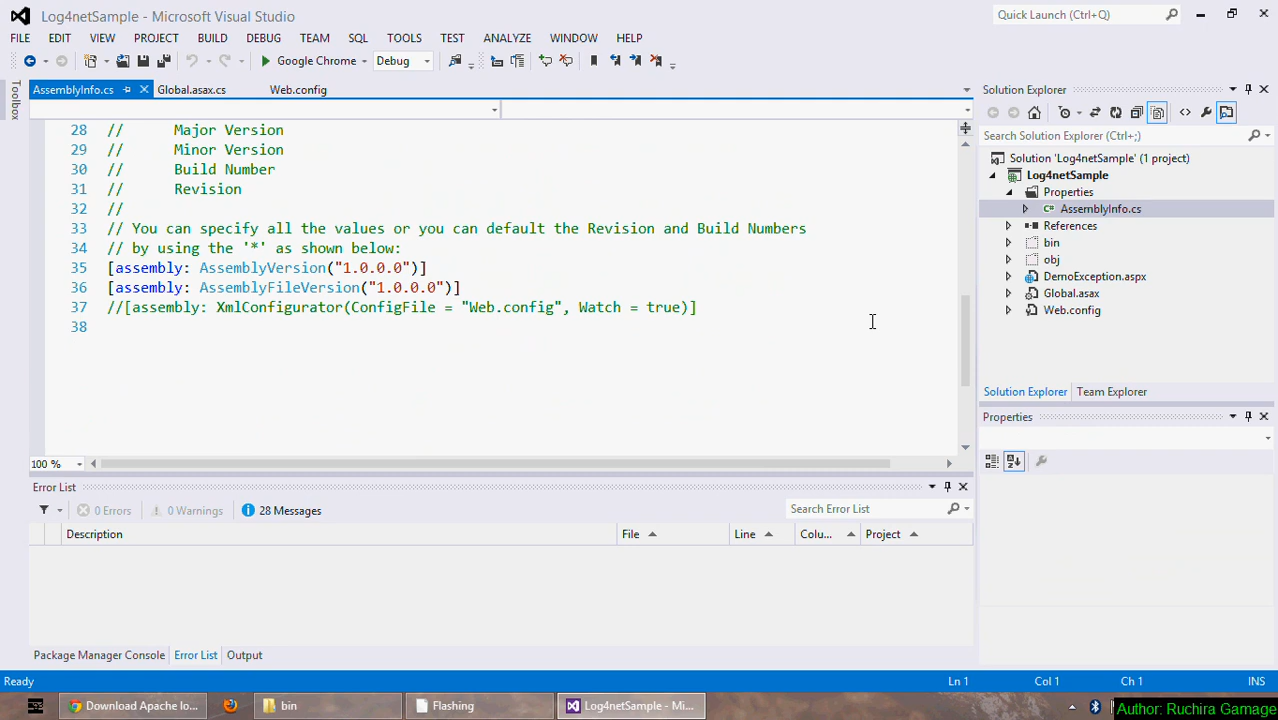 Log4netSample - Microsoft Visual Studio
Quick Launch (Ctrl+Q)
FILE EDIT VIEW PROJECT BUILD DEBUG TEAM SQL TOOLS TEST ANALYZE WINDOW HELP
Google Chrome Debug
Toolbox
AssemblyInfo.cs Global.asax.cs Web.config
28 // Major Version
29 // Minor Version
30 // Build Number
31 // Revision
32 //
33 // You can specify all the values or you can default the Revision and Build Numbers
34 // by using the '*' as shown below:
35 [assembly: AssemblyVersion("1.0.0.0")]
36 [assembly: AssemblyFileVersion("1.0.0.0")]
37 //[assembly: XmlConfigurator(ConfigFile = "Web.config", Watch = true)]
38
100 %
Solution Explorer
Search Solution Explorer (Ctrl+;)
Solution 'Log4netSample' (1 project)
Log4netSample
Properties
C# AssemblyInfo.cs
References
bin
obj
DemoException.aspx
Global.asax
Web.config
Solution Explorer Team Explorer
Properties
Error List
0 Errors 0 Warnings 28 Messages
Search Error List
Description File Line Colu... Project
Package Manager Console Error List Output
Ready Ln 1 Col 1 Ch 1 INS
Download Apache lo... bin Flashing Log4netSample - Mi...
Author: Ruchira Gamage